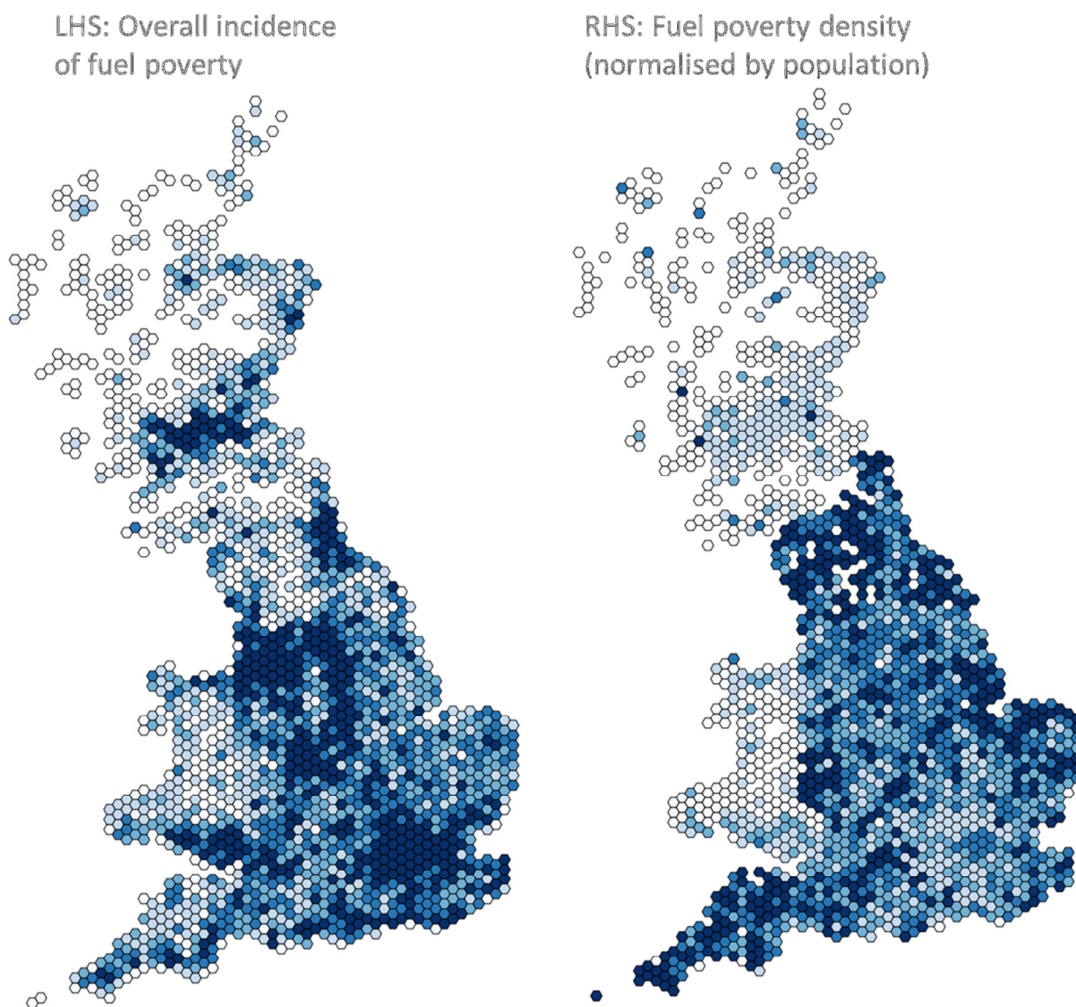 LHS: Overall incidence
of fuel poverty
RHS: Fuel poverty density
(normalised by population)